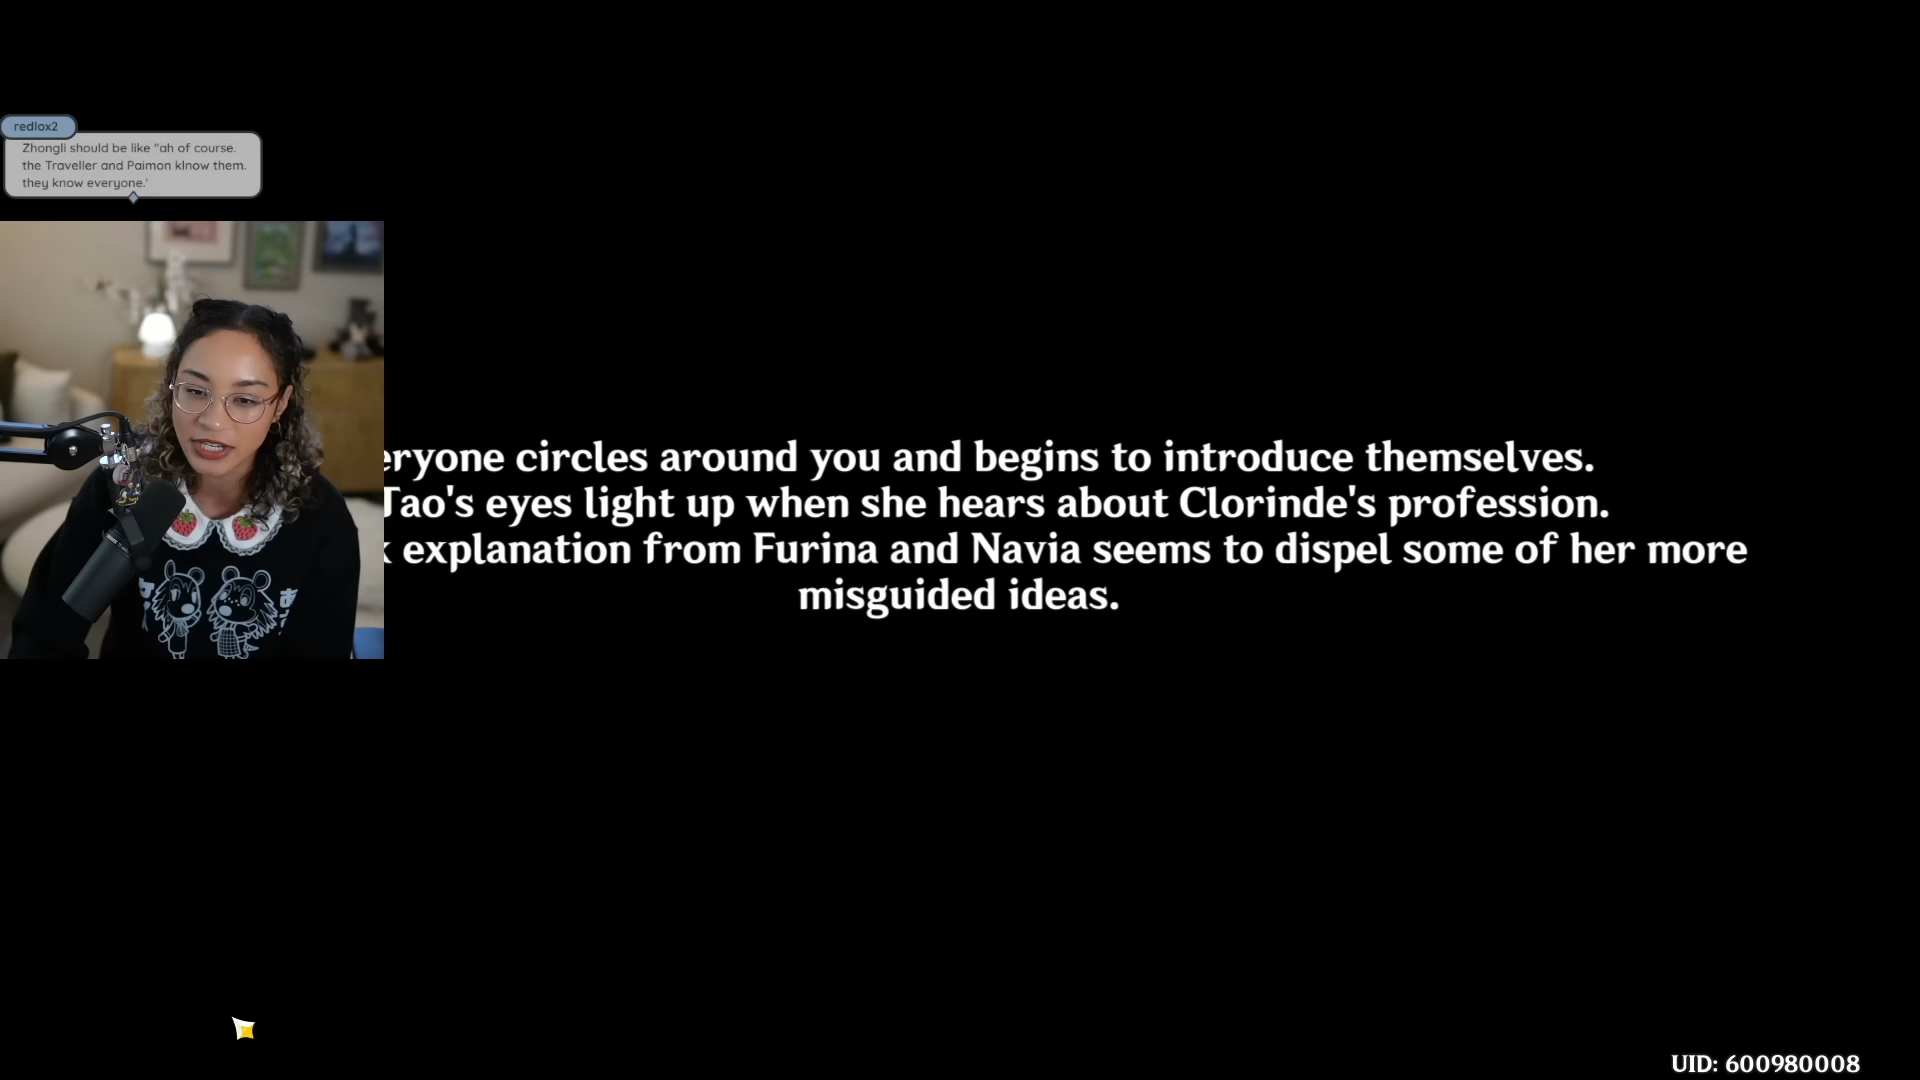 redlox2
Zhongli should be like "ah of course.
the Traveller and Paimon klnow them.
they know everyone.'
eryone circles around you and begins to introduce themselves.
Tao's eyes light up when she hears about Clorinde's profession.
k explanation from Furina and Navia seems to dispel some of her more
misguided ideas.
UID: 600980008